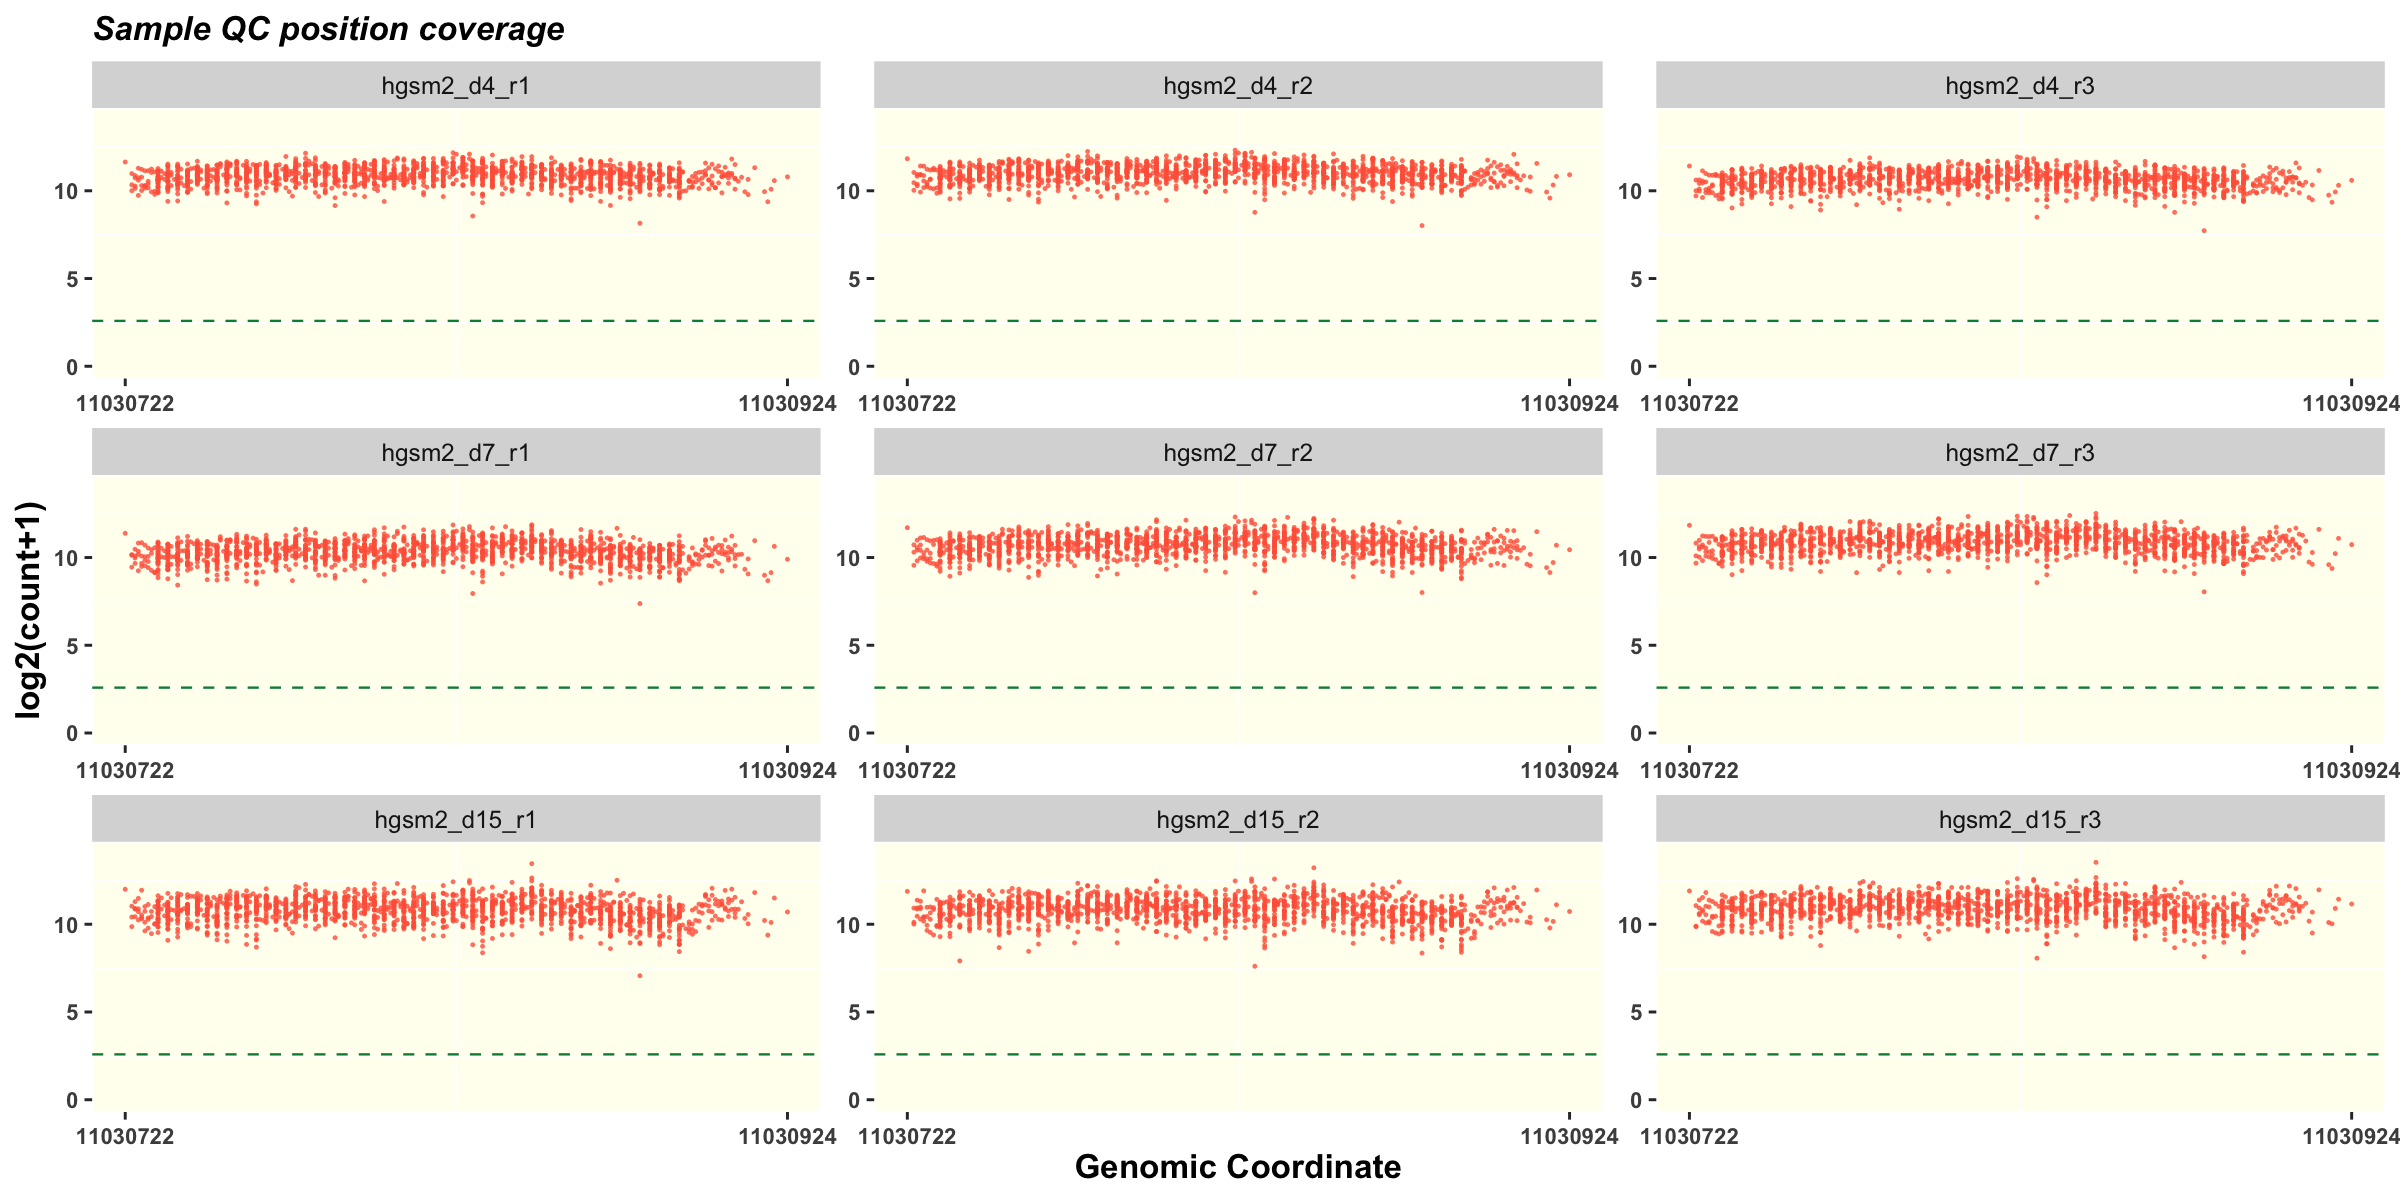 Sample QC position coverage
hgsm2_d4_r1 hgsm2_d4_r2 hgsm2_d4_r3
10 10 10
5 5 5
0 0 0
11030722 11030924 11030722 11030924 11030722 11030924
hgsm2_d7_r1 hgsm2_d7_r2 hgsm2_d7_r3
log2(count+1)
10 10 10
5 5 5
0 0 0
11030722 11030924 11030722 11030924 11030722 11030924
hgsm2_d15_r1 hgsm2_d15_r2 hgsm2_d15_r3
10 10 10
5 5 5
0 0 0
11030722 11030924 11030722 11030924 11030722 11030924
Genomic Coordinate